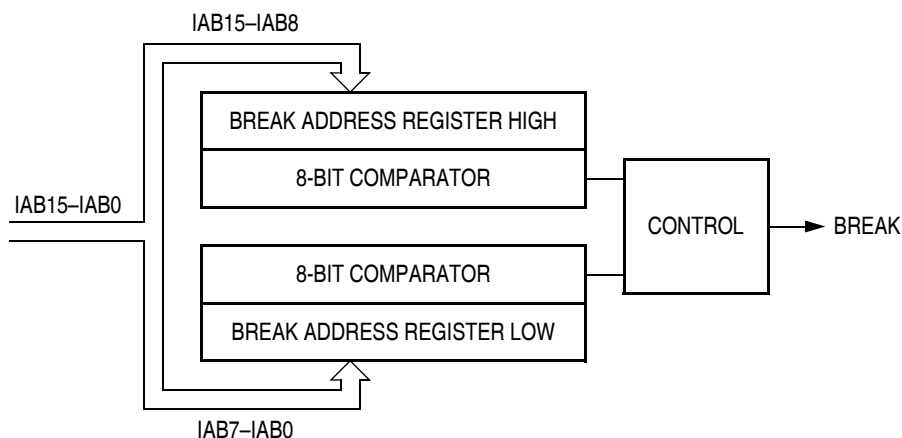 IAB15–IAB8
BREAK ADDRESS REGISTER HIGH
8-BIT COMPARATOR
IAB15–IAB0
CONTROL
BREAK
8-BIT COMPARATOR
BREAK ADDRESS REGISTER LOW
IAB7–IAB0